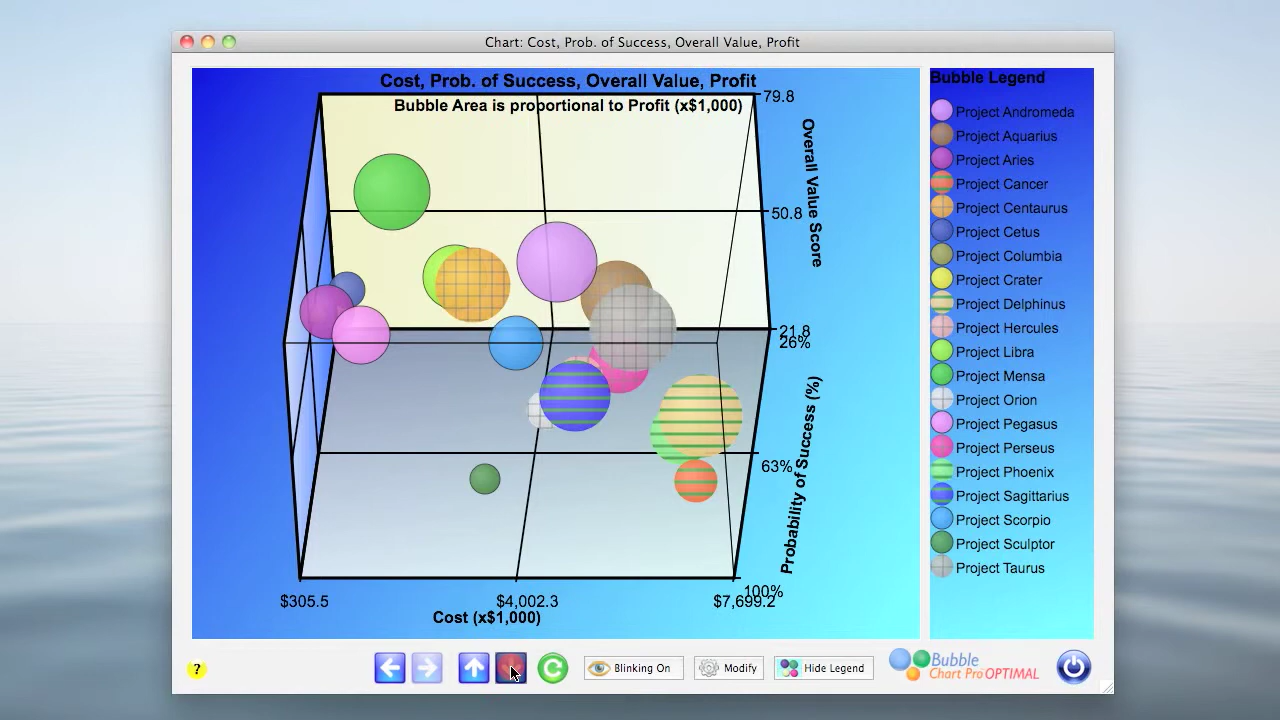 Chart: Cost, Prob. of Success, Overall Value, Profit
Cost, Prob. of Success, Overall Value, Profit
Bubble Area is proportional to Profit (x$1,000)
79.8
50.8
21.8
Overall Value Score
26%
63%
100%
Probability of Success (%)
$305.5
$4,002.3
$7,699.2
Cost (x$1,000)
Bubble Legend
Project Andromeda
Project Aquarius
Project Aries
Project Cancer
Project Centaurus
Project Cetus
Project Columbia
Project Crater
Project Delphinus
Project Hercules
Project Libra
Project Mensa
Project Orion
Project Pegasus
Project Perseus
Project Phoenix
Project Sagittarius
Project Scorpio
Project Sculptor
Project Taurus
?
Blinking On
Modify
Hide Legend
Bubble
Chart Pro OPTIMAL